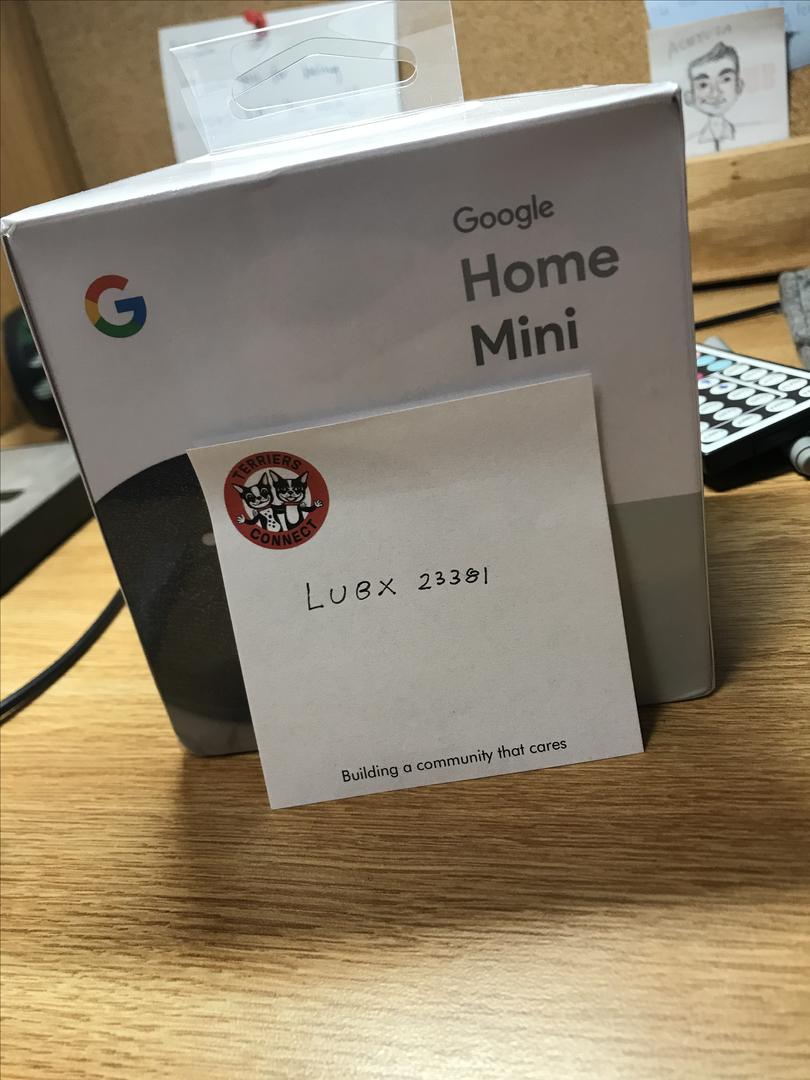 Google
Home
Mini
TERRIERS
CONNECT
LUBX 23381
Building a community that cares